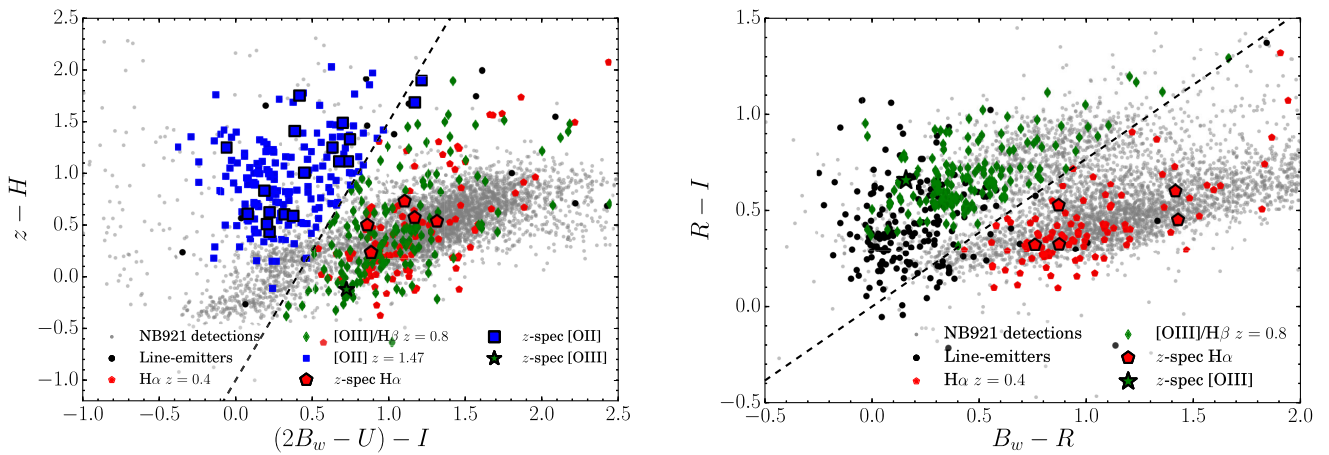 2.5
2.0
1.5
1.0
0.5
0.0
−0.5
−1.0
z − H
NB921 detections
Line-emitters
Hα z = 0.4
[OIII]/Hβ z = 0.8
[OII] z = 1.47
z-spec Hα
z-spec [OII]
z-spec [OIII]
−1.0 −0.5 0.0 0.5 1.0 1.5 2.0 2.5
(2B_w − U) − I
1.5
1.0
0.5
0.0
−0.5
R − I
NB921 detections
Line-emitters
Hα z = 0.4
[OIII]/Hβ z = 0.8
z-spec Hα
z-spec [OIII]
−0.5 0.0 0.5 1.0 1.5 2.0
B_w − R